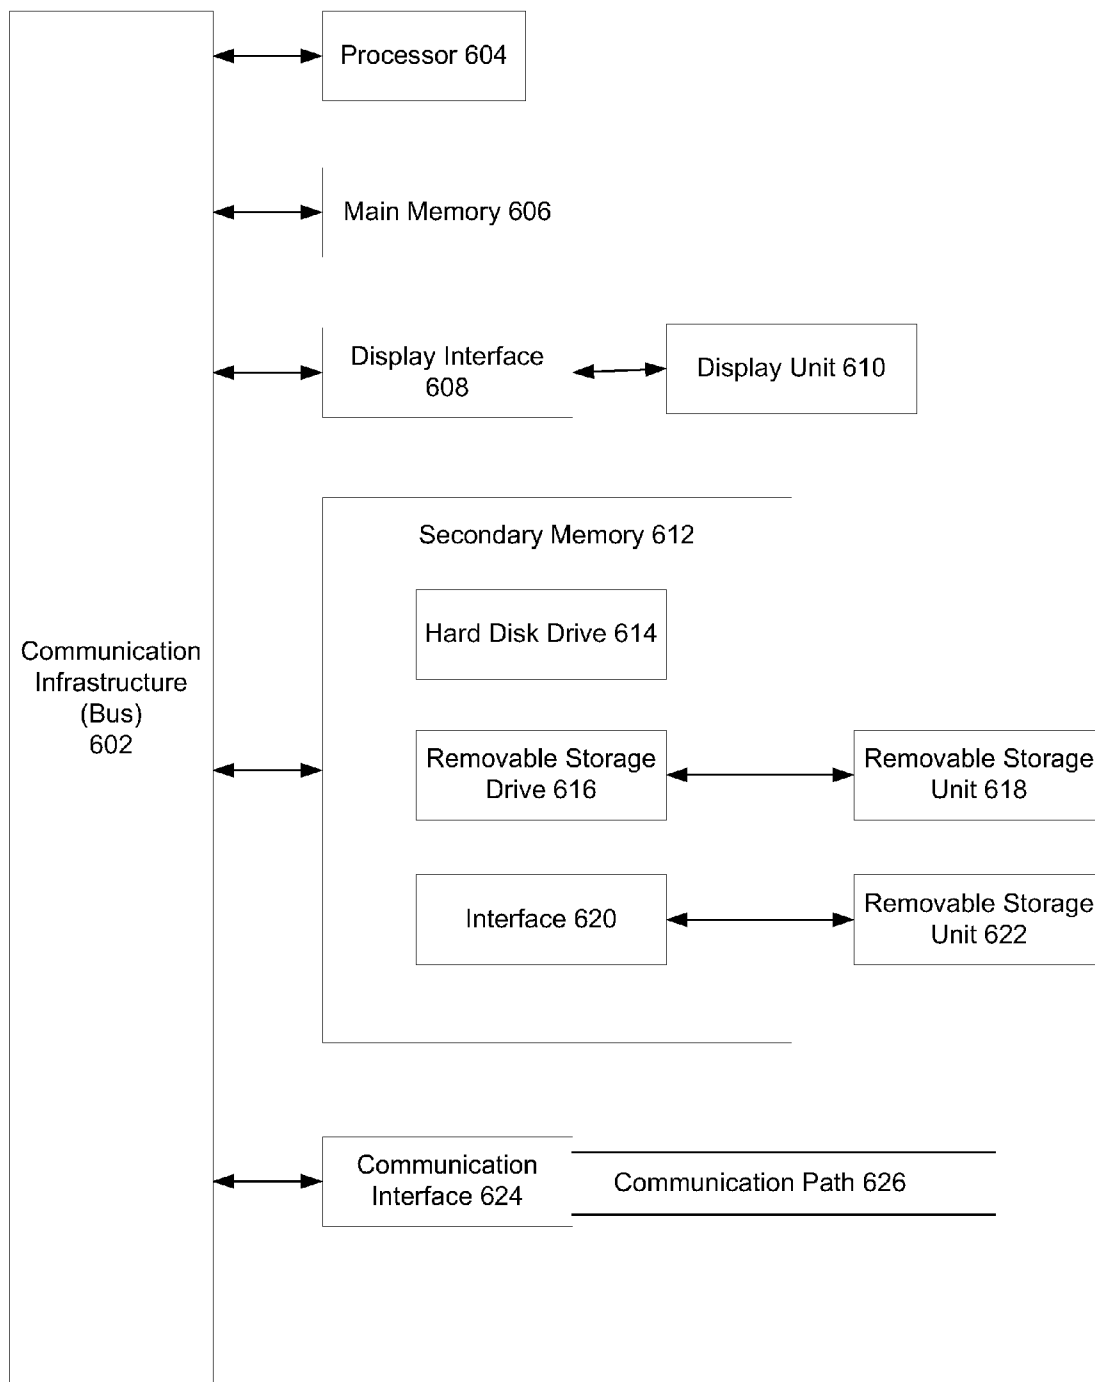 Processor 604
Main Memory 606
Display Interface
608
Display Unit 610
Secondary Memory 612
Hard Disk Drive 614
Communication
Infrastructure
(Bus)
602
Removable Storage
Drive 616
Removable Storage
Unit 618
Interface 620
Removable Storage
Unit 622
Communication
Interface 624
Communication Path 626